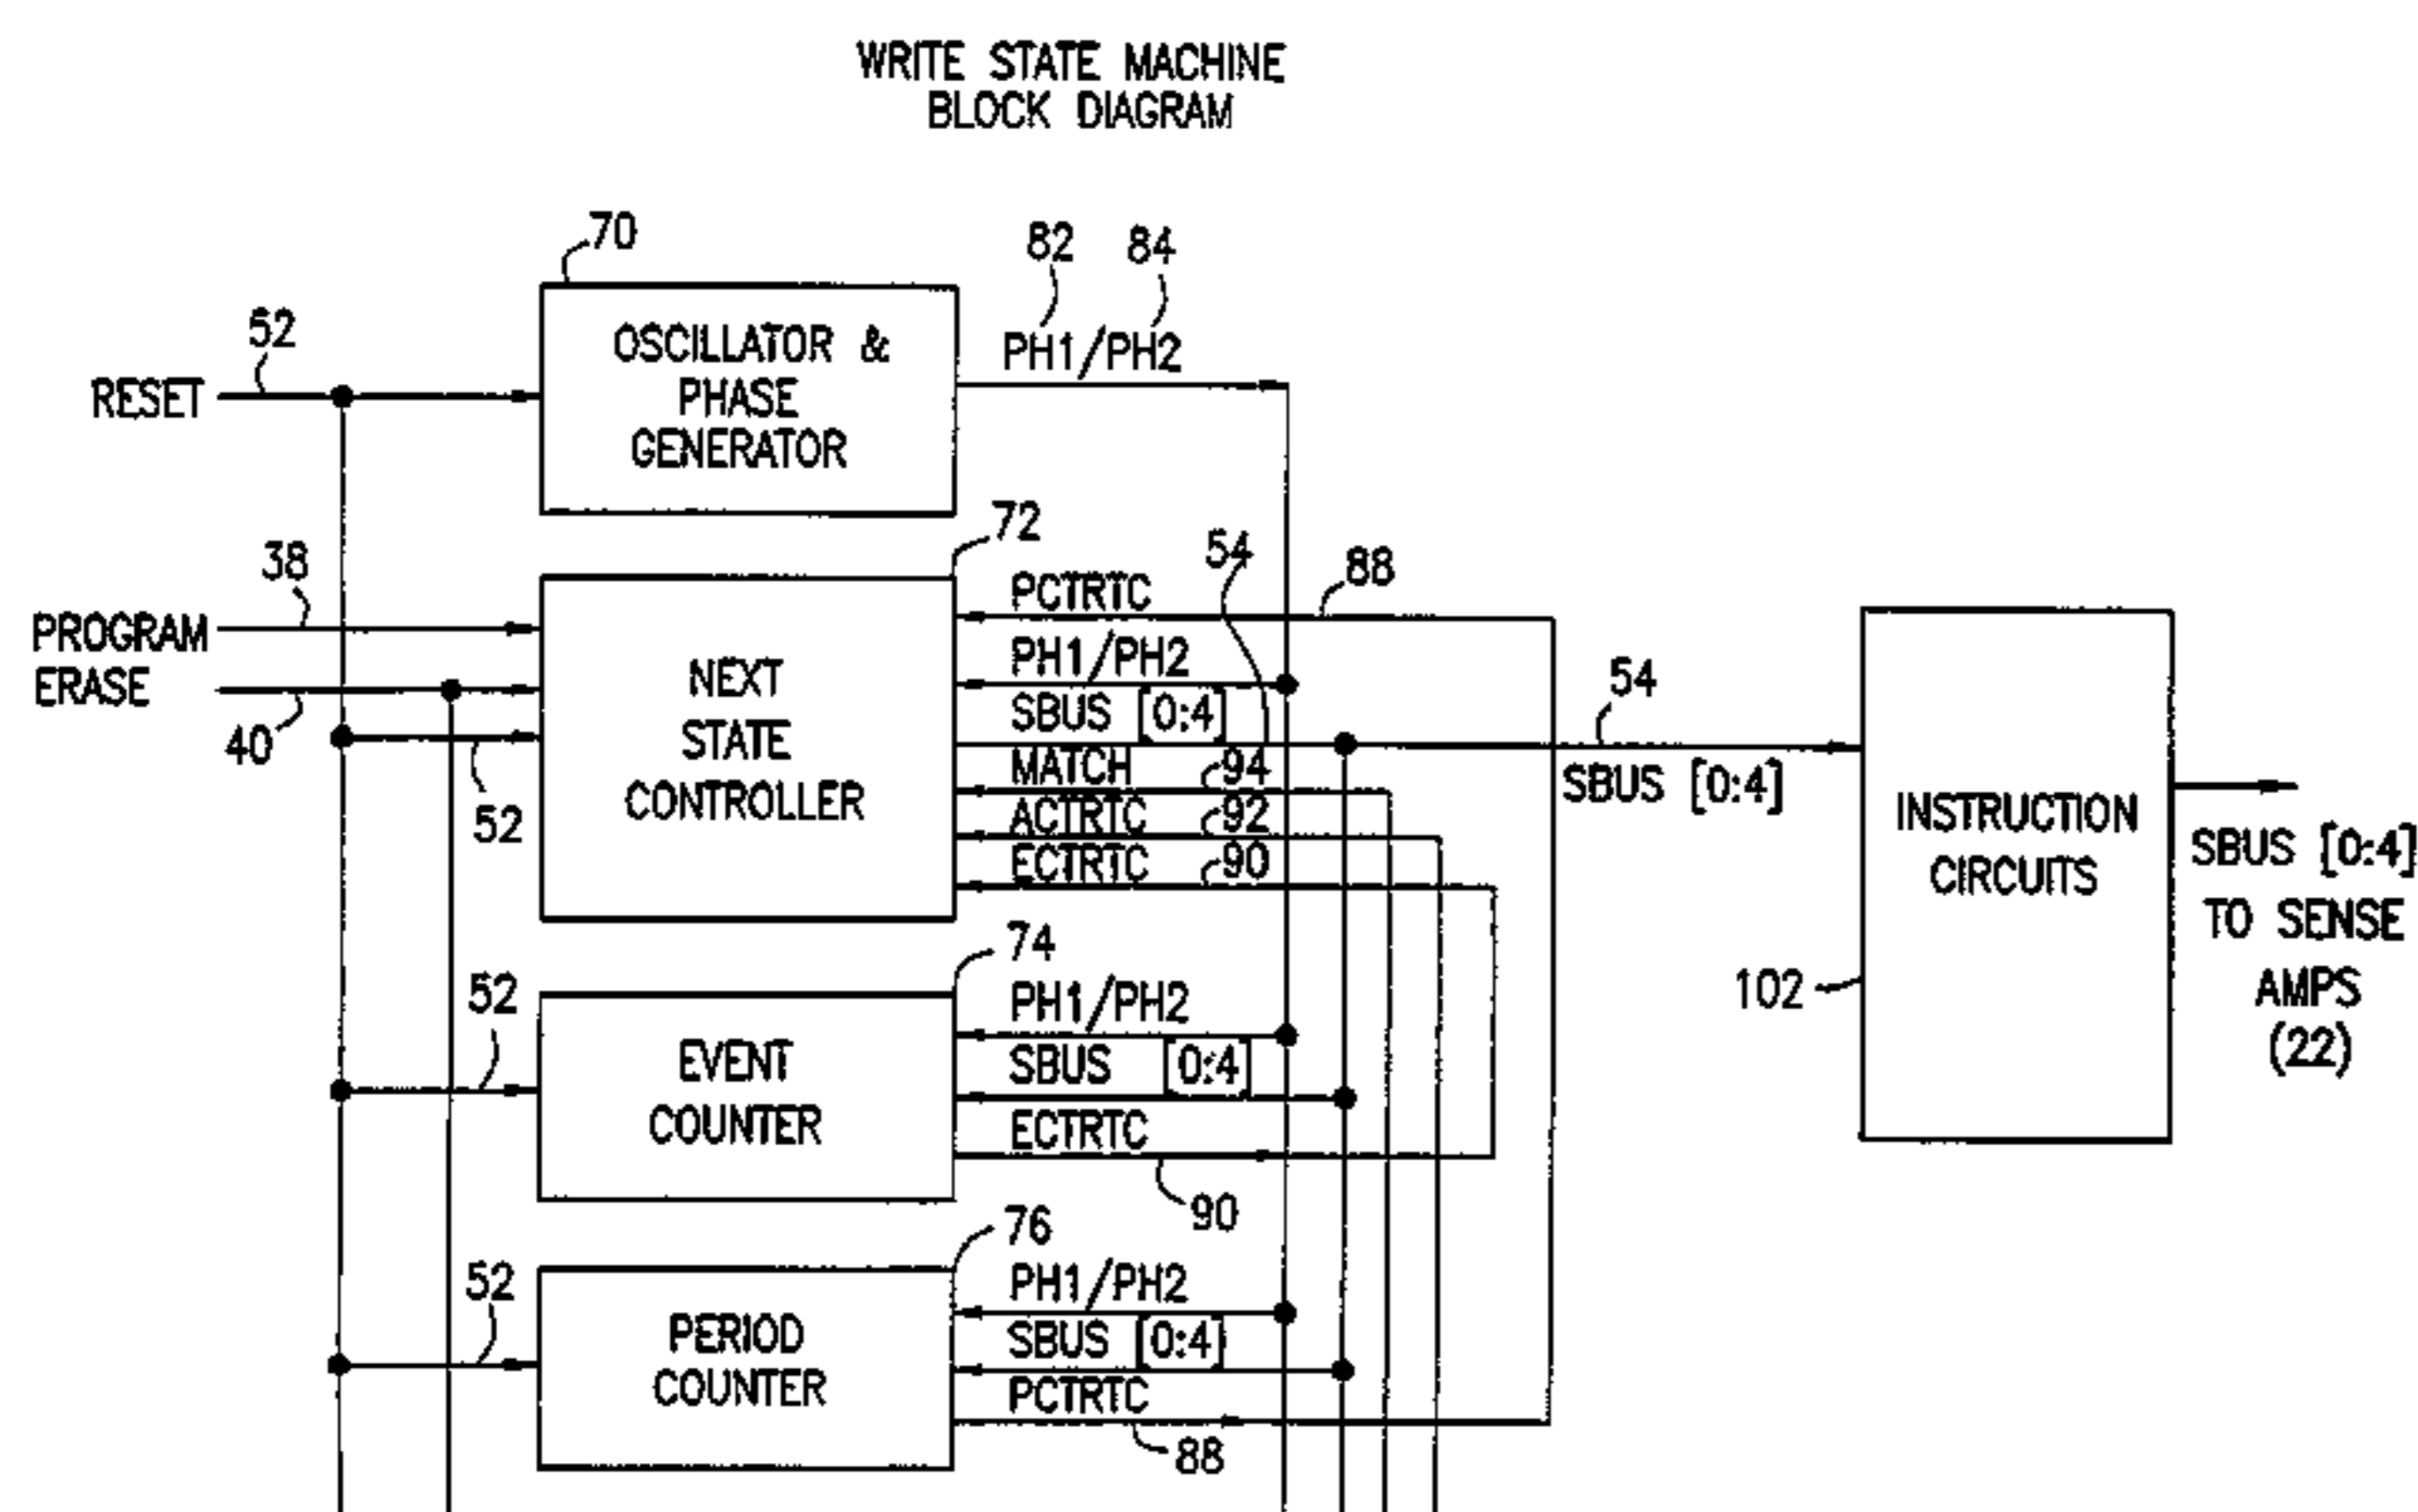 WRITE STATE MACHINE
BLOCK DIAGRAM
70
82
84
52
OSCILLATOR &
PHASE
GENERATOR
PH1/PH2
RESET
72
38
54
88
PROGRAM
ERASE
40
52
NEXT
STATE
CONTROLLER
PCTRTC
PH1/PH2
SBUS [0:4]
MATCH
94
ACTRTC
92
ECTRTC
90
54
SBUS [0:4]
INSTRUCTION
CIRCUITS
102
SBUS [0:4]
TO SENSE
AMPS
(22)
74
52
EVENT
COUNTER
PH1/PH2
SBUS [0:4]
ECTRTC
90
76
52
PERIOD
COUNTER
PH1/PH2
SBUS [0:4]
PCTRTC
88